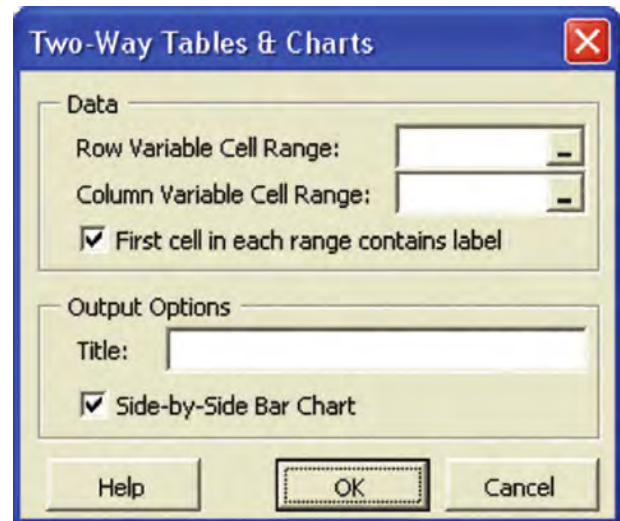 Two-Way Tables & Charts
Data
Row Variable Cell Range:
Column Variable Cell Range:
First cell in each range contains label
Output Options
Title:
Side-by-Side Bar Chart
Help OK Cancel